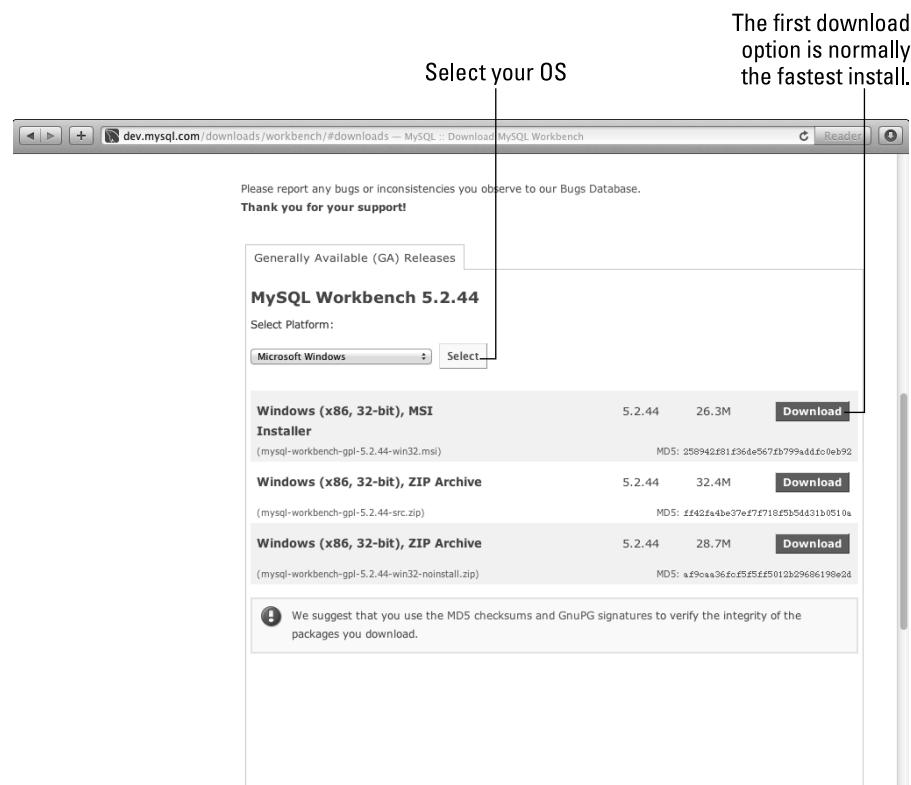 The first download
option is normally
the fastest install.
Select your OS
dev.mysql.com/downloads/workbench/#downloads — MySQL :: Download MySQL Workbench
Reader
Please report any bugs or inconsistencies you observe to our Bugs Database.
Thank you for your support!
Generally Available (GA) Releases
MySQL Workbench 5.2.44
Select Platform:
Microsoft Windows Select
Windows (x86, 32-bit), MSI 5.2.44 26.3M Download
Installer
(mysql-workbench-gpl-5.2.44-win32.msi) MD5: 258942f81f36de567fb799addfc0eb92
Windows (x86, 32-bit), ZIP Archive 5.2.44 32.4M Download
(mysql-workbench-gpl-5.2.44-src.zip) MD5: ff42fa4be37ef7f718f5b5dd31b0510a
Windows (x86, 32-bit), ZIP Archive 5.2.44 28.7M Download
(mysql-workbench-gpl-5.2.44-win32-noinstall.zip) MD5: af9caa36fcf5f5ff5012b29686198e2d
We suggest that you use the MD5 checksums and GnuPG signatures to verify the integrity of the
packages you download.